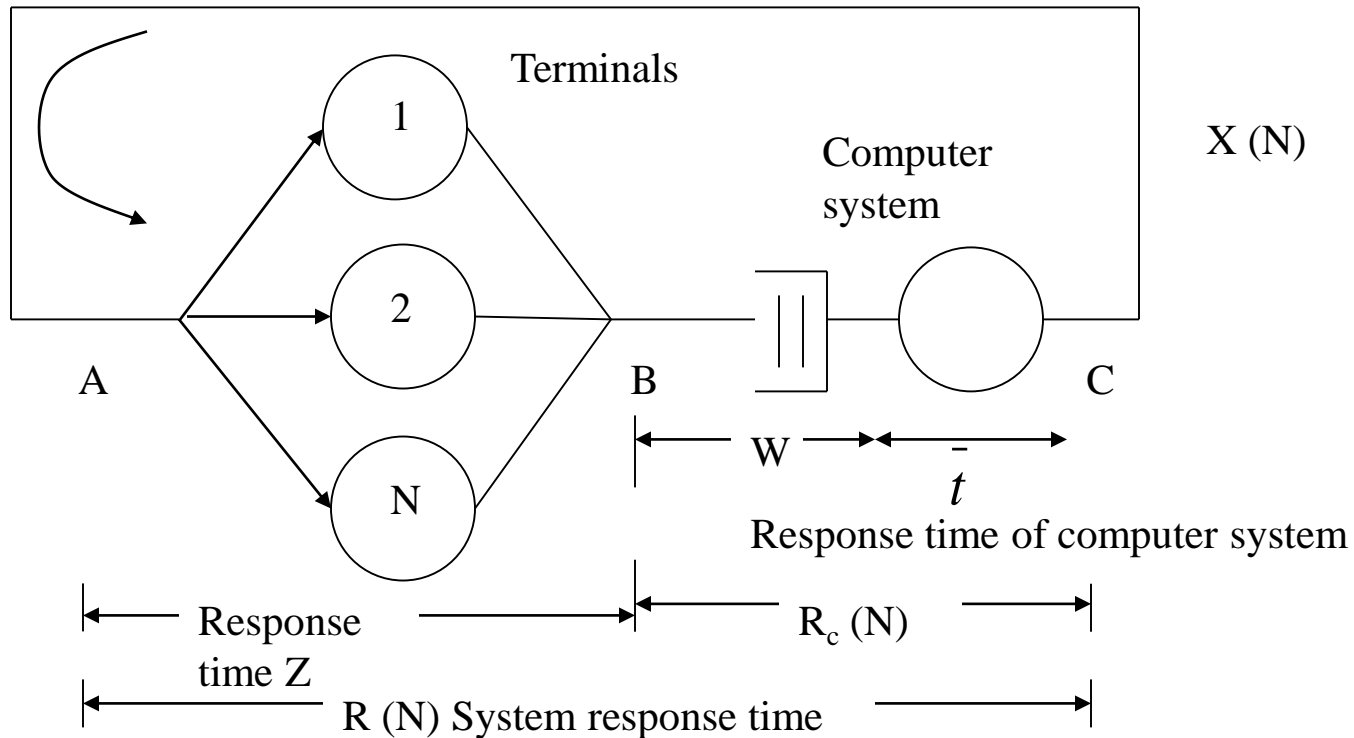 Terminals
1
Computer
system
X (N)
2
A
B
C
W
t̄
N
Response time of computer system
Response
time Z
R_c (N)
R (N) System response time